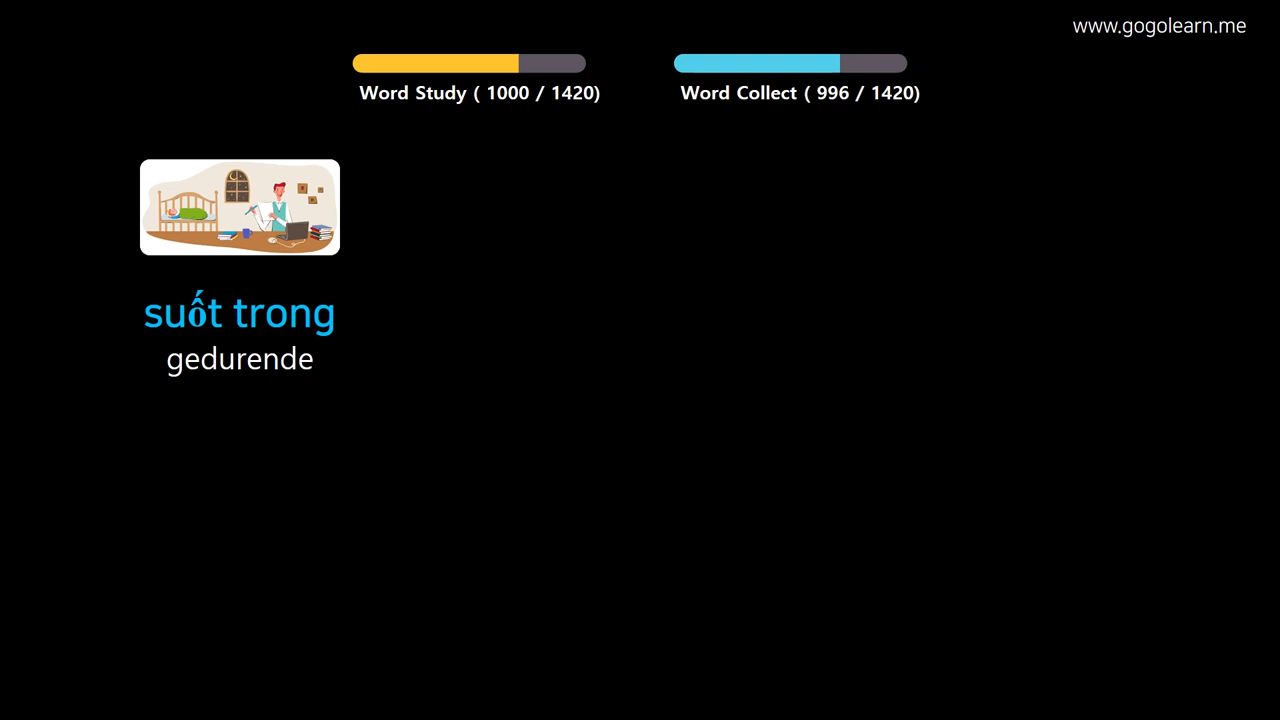 www.gogolearn.me
Word Study ( 1000 / 1420)
Word Collect ( 996 / 1420)
suốt trong
gedurende